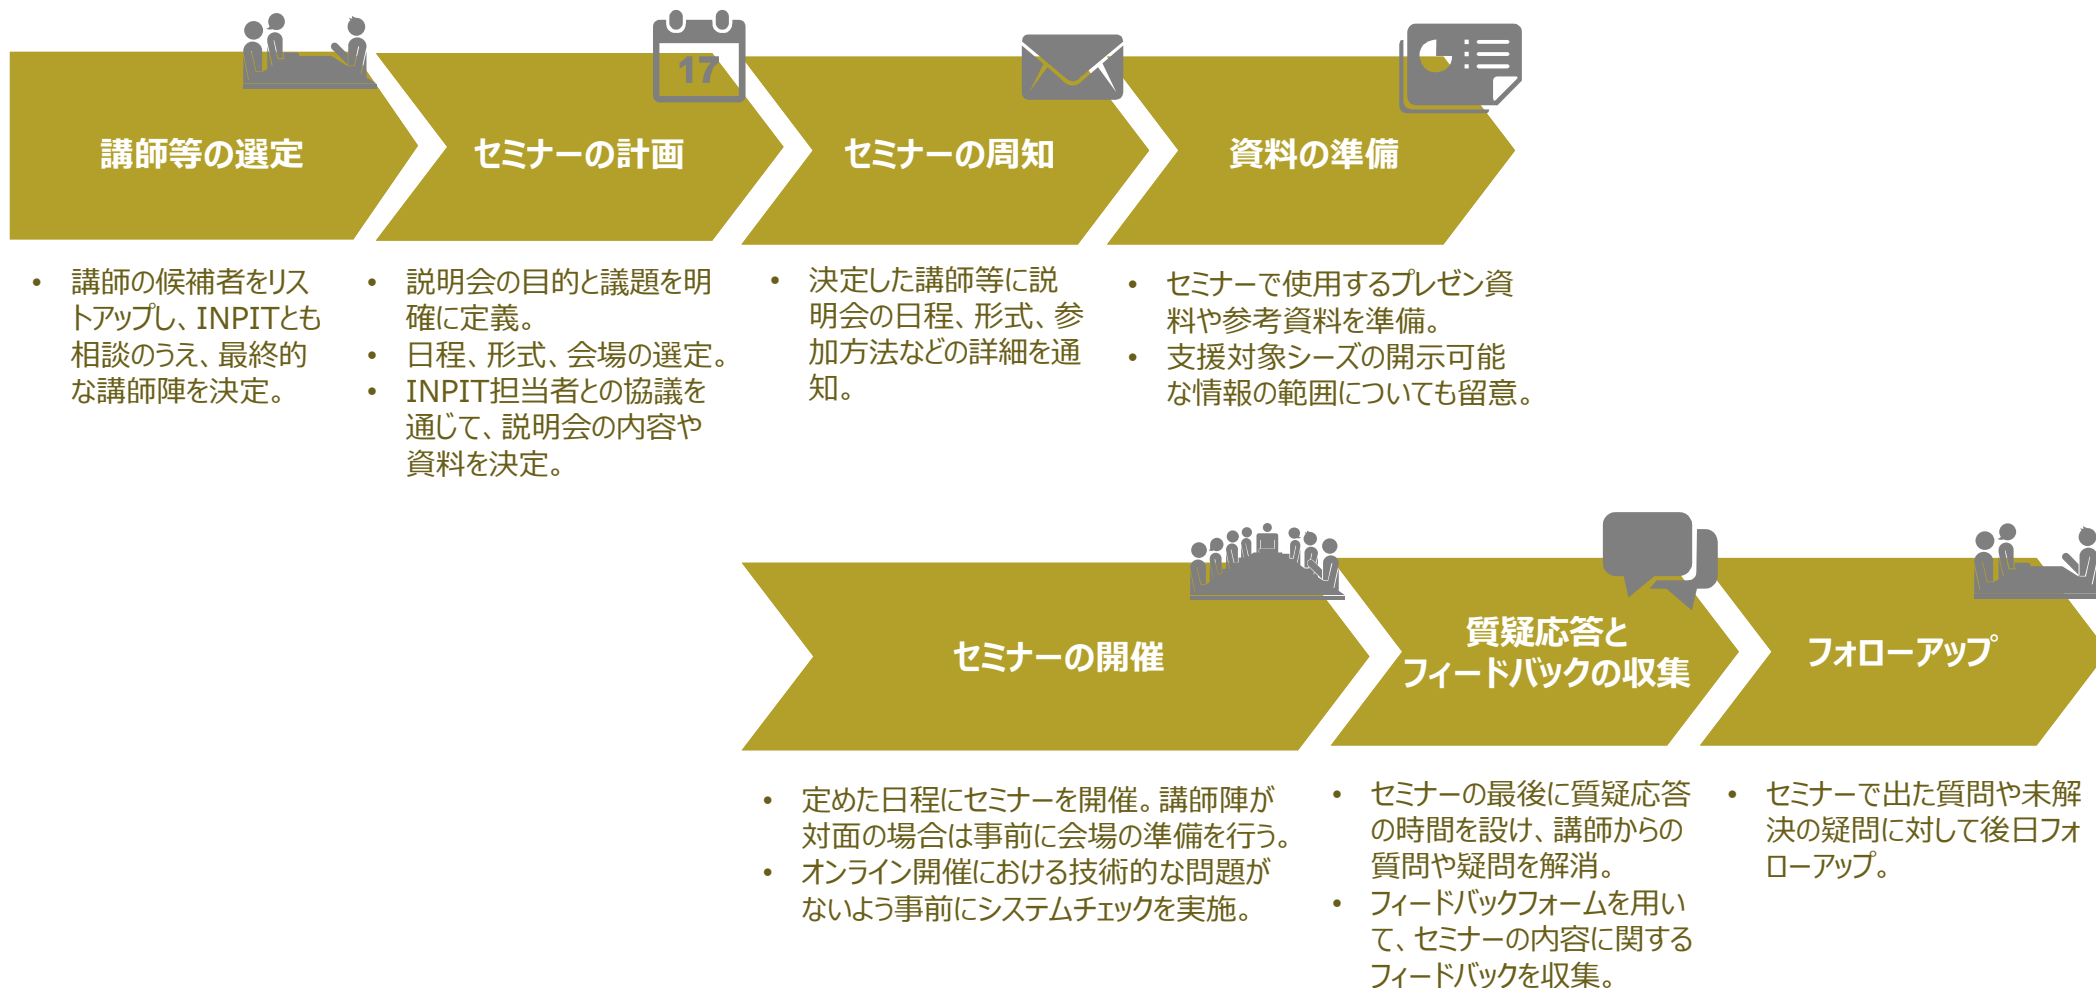 17
講師等の選定
セミナーの計画
セミナーの周知
資料の準備
• 講師の候補者をリス
トアップし、INPITとも
相談のうえ、最終的
な講師陣を決定。
• 説明会の目的と議題を明
確に定義。
• 日程、形式、会場の選定。
• INPIT担当者との協議を
通じて、説明会の内容や
資料を決定。
• 決定した講師等に説
明会の日程、形式、参
加方法などの詳細を通
知。
• セミナーで使用するプレゼン資
料や参考資料を準備。
• 支援対象シーズの開示可能
な情報の範囲についても留意。
セミナーの開催
質疑応答と
フィードバックの収集
フォローアップ
• 定めた日程にセミナーを開催。講師陣が
対面の場合は事前に会場の準備を行う。
• オンライン開催における技術的な問題が
ないよう事前にシステムチェックを実施。
• セミナーの最後に質疑応答
の時間を設け、講師からの
質問や疑問を解消。
• フィードバックフォームを用い
て、セミナーの内容に関する
フィードバックを収集。
• セミナーで出た質問や未解
決の疑問に対して後日フォ
ローアップ。